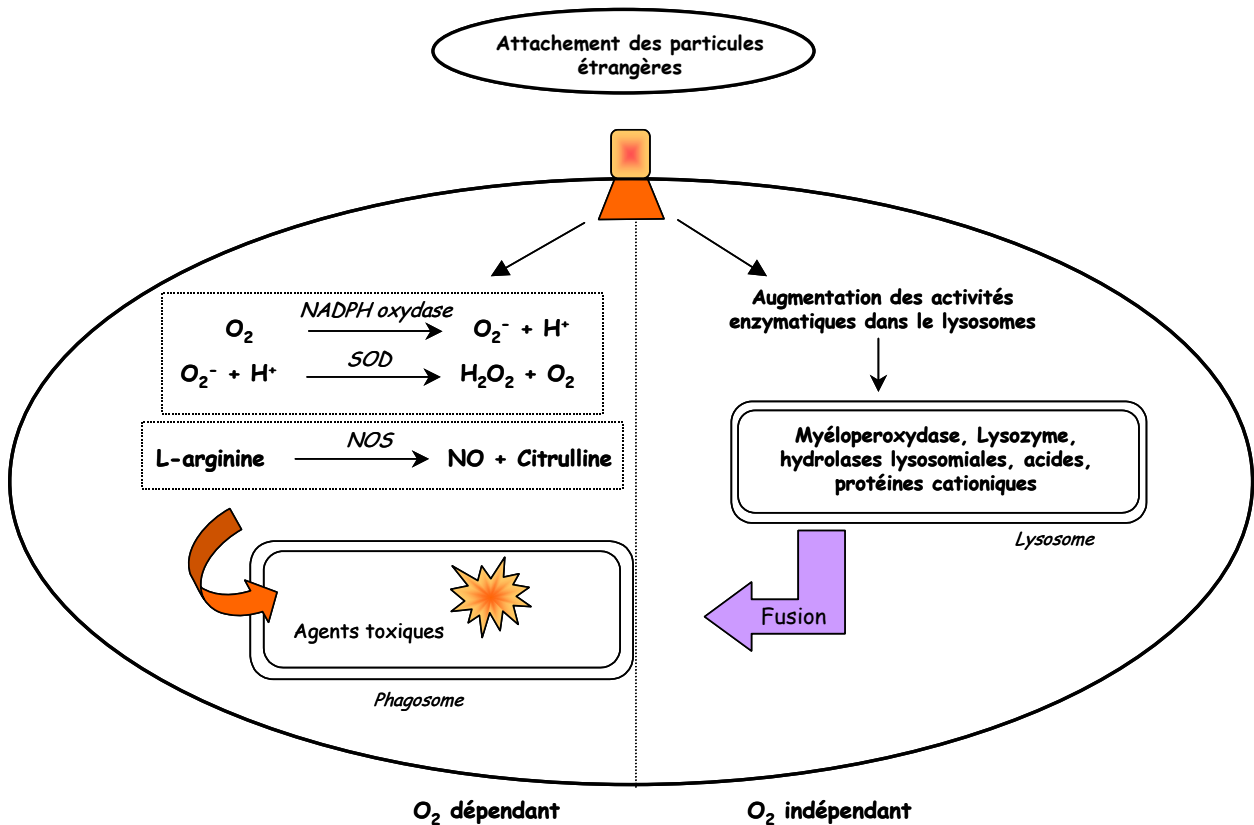 Attachement des particules
étrangères
NADPH oxydase
O₂ O₂⁻ + H⁺
SOD
O₂⁻ + H⁺ H₂O₂ + O₂
NOS
L-arginine NO + Citrulline
Agents toxiques
Phagosome
Augmentation des activités
enzymatiques dans le lysosomes
Myéloperoxydase, Lysozyme,
hydrolases lysosomiales, acides,
protéines cationiques
Lysosome
Fusion
O₂ dépendant
O₂ indépendant